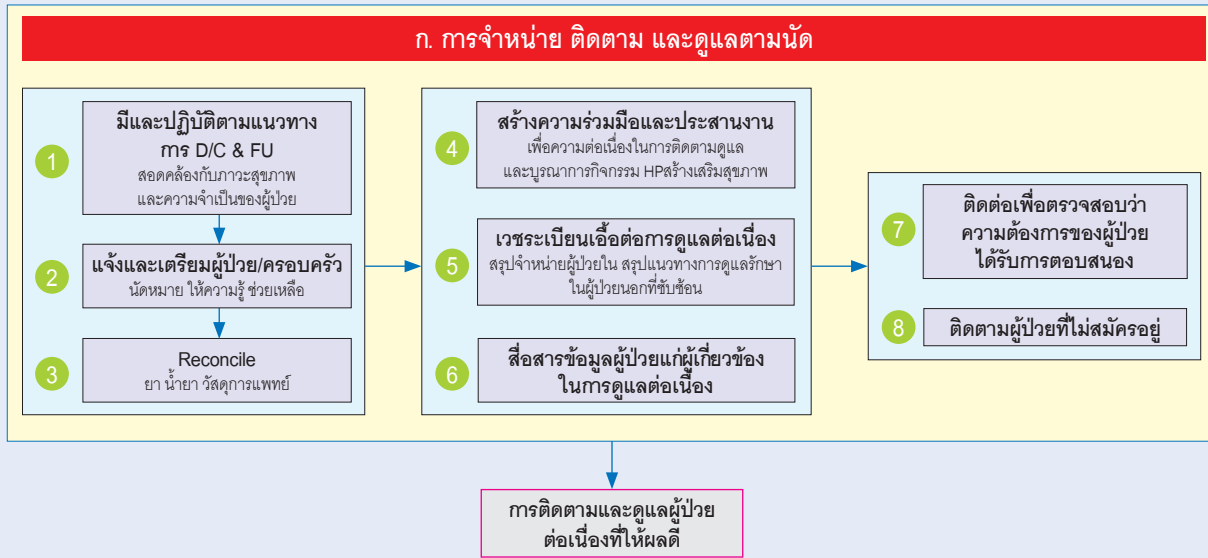 ก. การจำหน่าย ติดตาม และดูแลตามนัด
1
มีและปฏิบัติตามแนวทาง
การ D/C & FU
สอดคล้องกับภาวะสุขภาพ
และความจำเป็นของผู้ป่วย
2
แจ้งและเตรียมผู้ป่วย/ครอบครัว
นัดหมาย ให้ความรู้ ช่วยเหลือ
3
Reconcile
ยา น้ำยา วัสดุการแพทย์
4
สร้างความร่วมมือและประสานงาน
เพื่อความต่อเนื่องในการติดตามดูแล
และบูรณาการกิจกรรม HPสร้างเสริมสุขภาพ
5
เวชระเบียนเอื้อต่อการดูแลต่อเนื่อง
สรุปจำหน่ายผู้ป่วยใน สรุปแนวทางการดูแลรักษา
ในผู้ป่วยนอกที่ซับซ้อน
6
สื่อสารข้อมูลผู้ป่วยแก่ผู้เกี่ยวข้อง
ในการดูแลต่อเนื่อง
7
ติดต่อเพื่อตรวจสอบว่า
ความต้องการของผู้ป่วย
ได้รับการตอบสนอง
8
ติดตามผู้ป่วยที่ไม่สมัครอยู่
การติดตามและดูแลผู้ป่วย
ต่อเนื่องที่ให้ผลดี